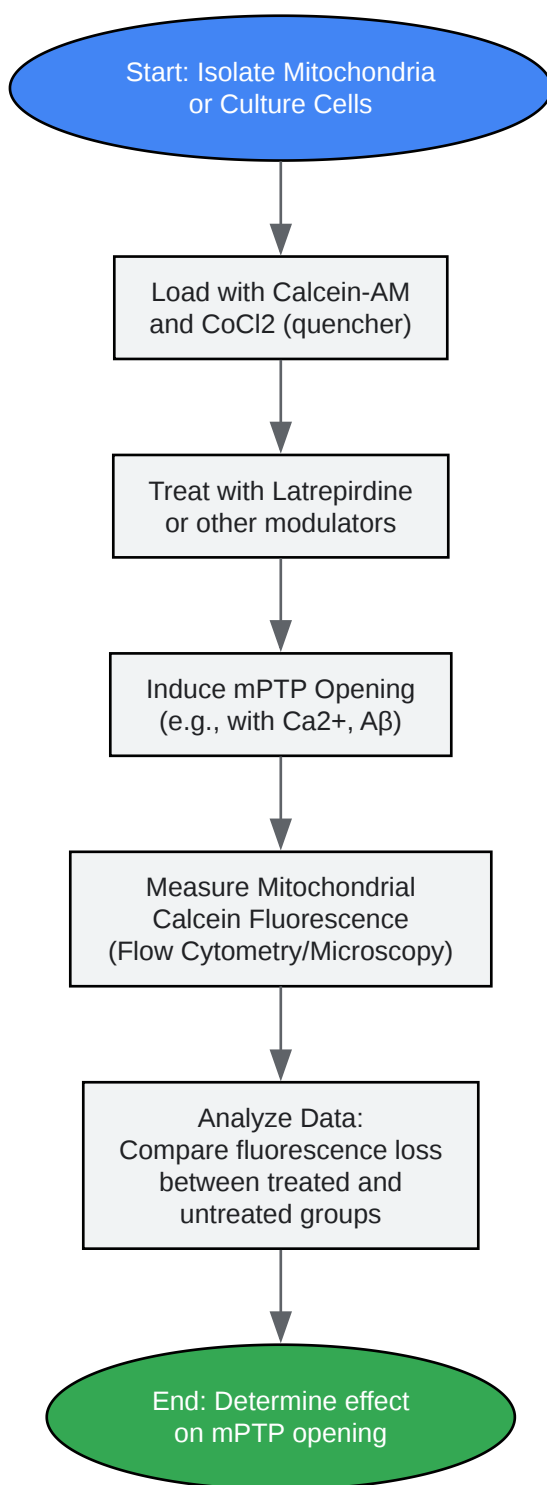 Start: Isolate Mitochondria
or Culture Cells
Load with Calcein-AM
and CoCl2 (quencher)
Treat with Latrepirdine
or other modulators
Induce mPTP Opening
(e.g., with Ca2+, Aβ)
Measure Mitochondrial
Calcein Fluorescence
(Flow Cytometry/Microscopy)
Analyze Data:
Compare fluorescence loss
between treated and
untreated groups
End: Determine effect
on mPTP opening